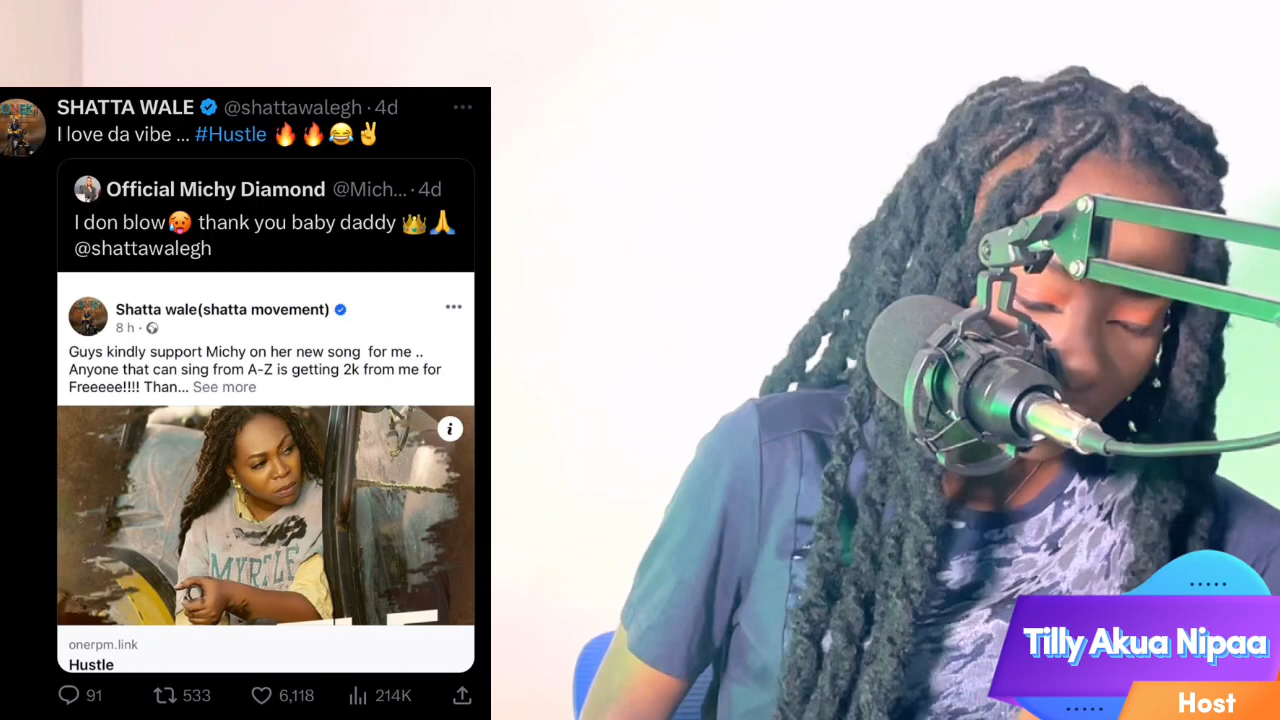 SHATTA WALE @shattawalegh · 4d
I love da vibe ... #Hustle 🔥🔥😂✌
Official Michy Diamond @Mich... · 4d
I don blow🥵 thank you baby daddy 👑🙏
@shattawalegh
Shatta wale(shatta movement)
8 h ·
Guys kindly support Michy on her new song for me ..
Anyone that can sing from A-Z is getting 2k from me for
Freeeee!!!! Than... See more
MYRCLE
onerpm.link
Hustle
91 533 6,118 214K
Tilly Akua Nipaa
Host